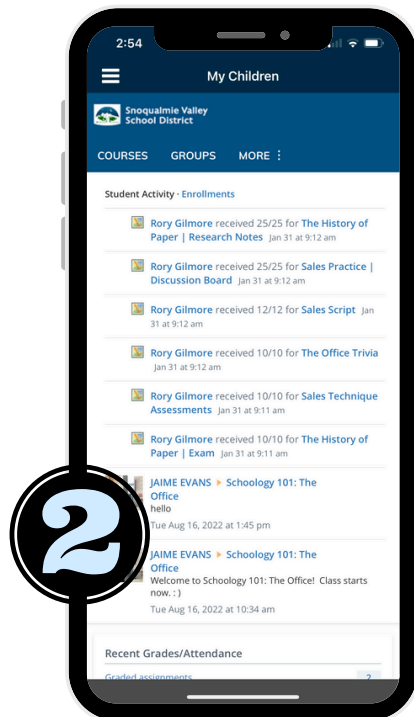 2:54
My Children
Snoqualmie Valley
School District
COURSES GROUPS MORE ⋮
Student Activity · Enrollments
Rory Gilmore received 25/25 for The History of
Paper | Research Notes Jan 31 at 9:12 am
Rory Gilmore received 25/25 for Sales Practice |
Discussion Board Jan 31 at 9:12 am
Rory Gilmore received 12/12 for Sales Script Jan
31 at 9:12 am
Rory Gilmore received 10/10 for The Office Trivia
Jan 31 at 9:12 am
Rory Gilmore received 10/10 for Sales Technique
Assessments Jan 31 at 9:11 am
Rory Gilmore received 10/10 for The History of
Paper | Exam Jan 31 at 9:11 am
JAIME EVANS ▸ Schoology 101: The
Office
hello
Tue Aug 16, 2022 at 1:45 pm
2
JAIME EVANS ▸ Schoology 101: The
Office
Welcome to Schoology 101: The Office! Class starts
now. : )
Tue Aug 16, 2022 at 10:34 am
Recent Grades/Attendance
Graded assignments 2